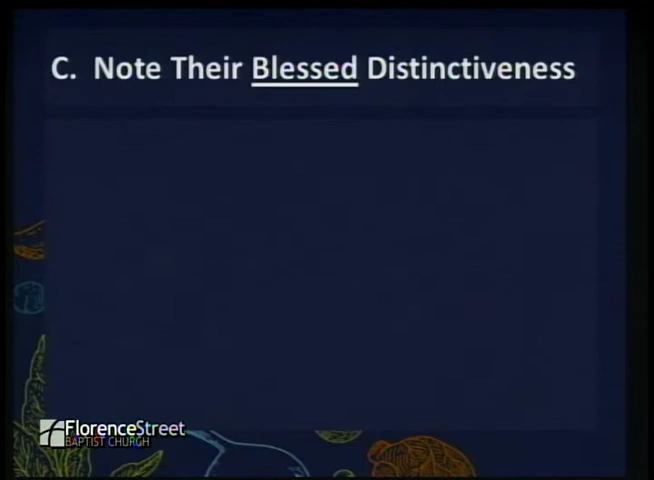 C. Note Their Blessed Distinctiveness
FlorenceStreet
BAPTIST CHURCH